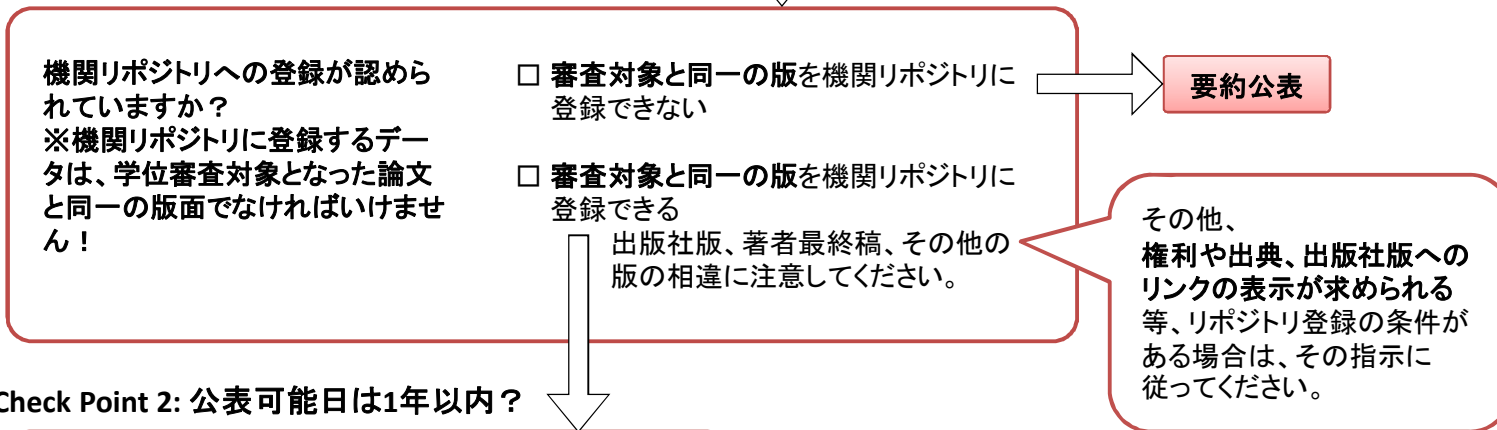 機関リポジトリへの登録が認めら
れていますか？
※機関リポジトリに登録するデー
タは、学位審査対象となった論文
と同一の版面でなければいけませ
ん！
□ 審査対象と同一の版を機関リポジトリに
登録できない
要約公表
□ 審査対象と同一の版を機関リポジトリに
登録できる
出版社版、著者最終稿、その他の
版の相違に注意してください。
その他、
権利や出典、出版社版への
リンクの表示が求められる
等、リポジトリ登録の条件が
ある場合は、その指示に
従ってください。
Check Point 2: 公表可能日は1年以内？